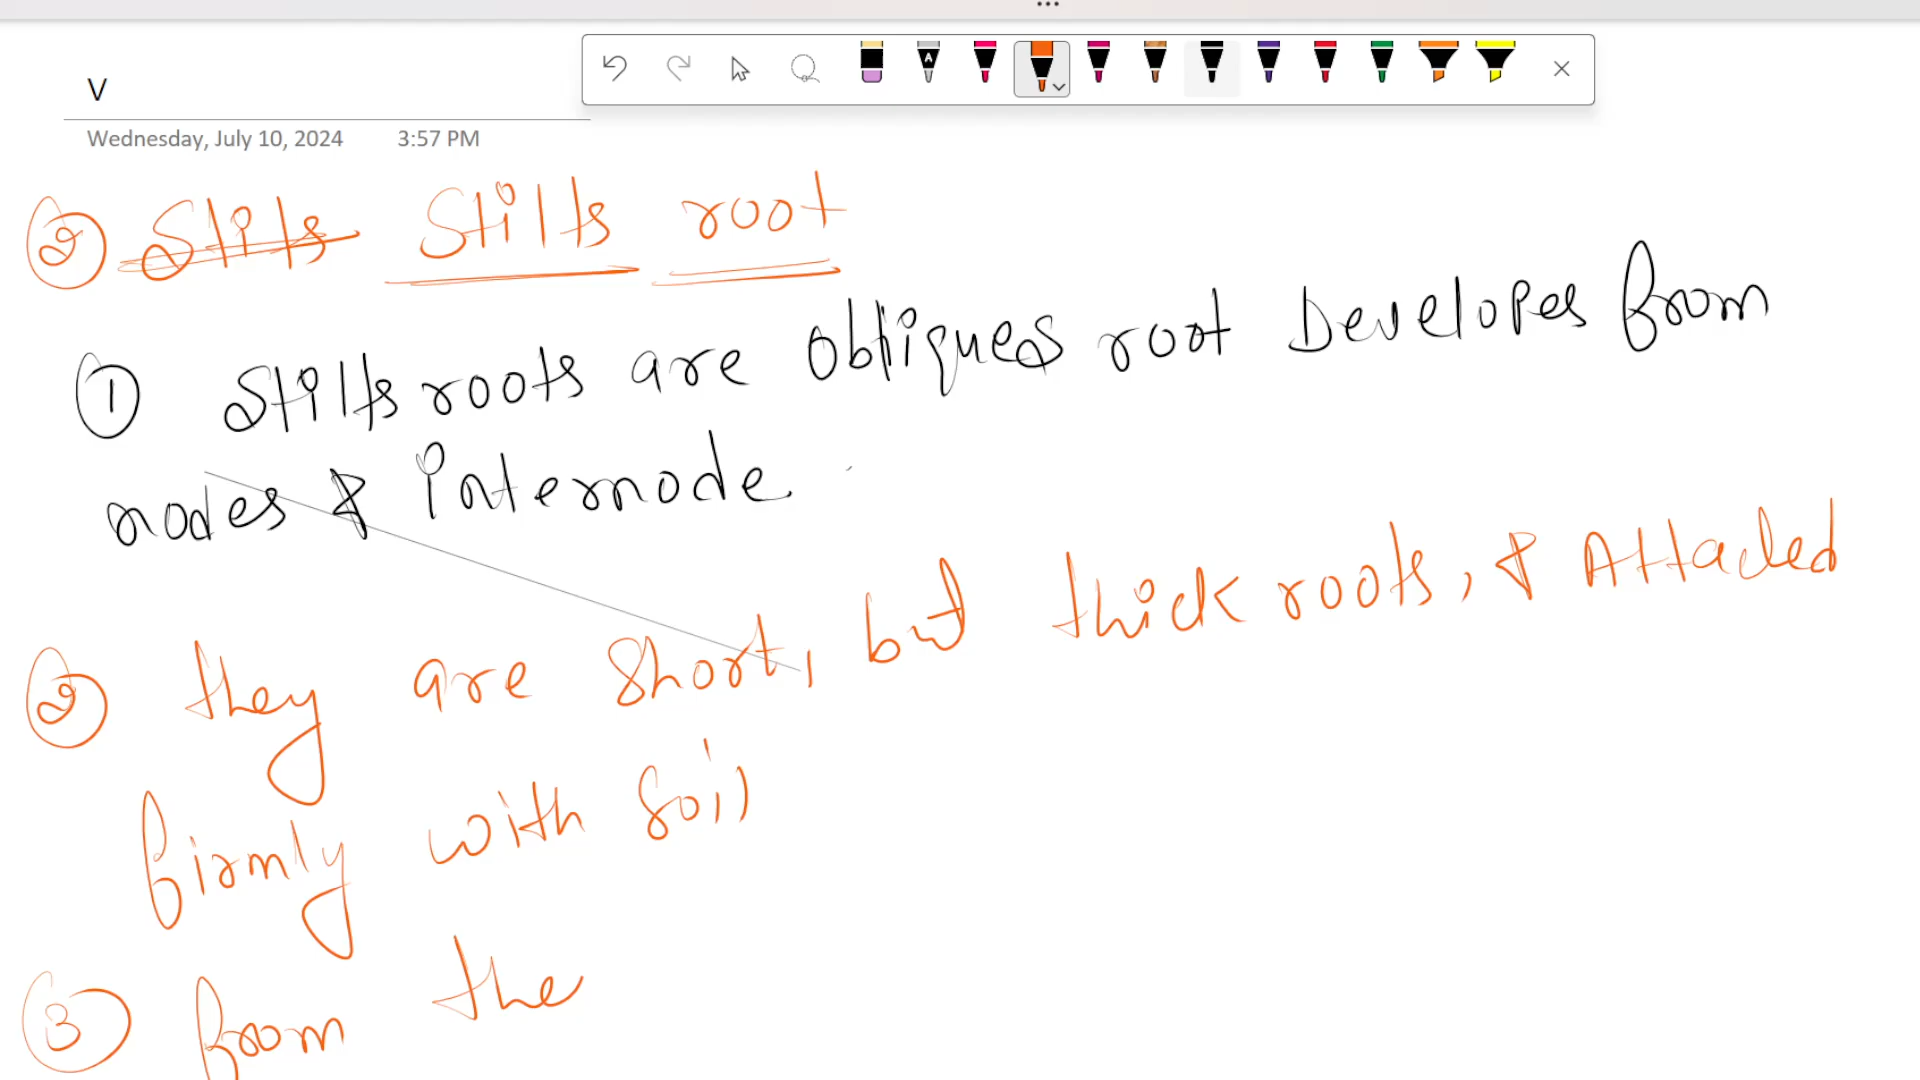 V
Wednesday, July 10, 2024 3:57 PM
② Stits Stilts root
① Stilts roots are obliques root Developes from
nodes & internode.
② they are short, but thick roots, & Attached
firmly with soil
③ from the